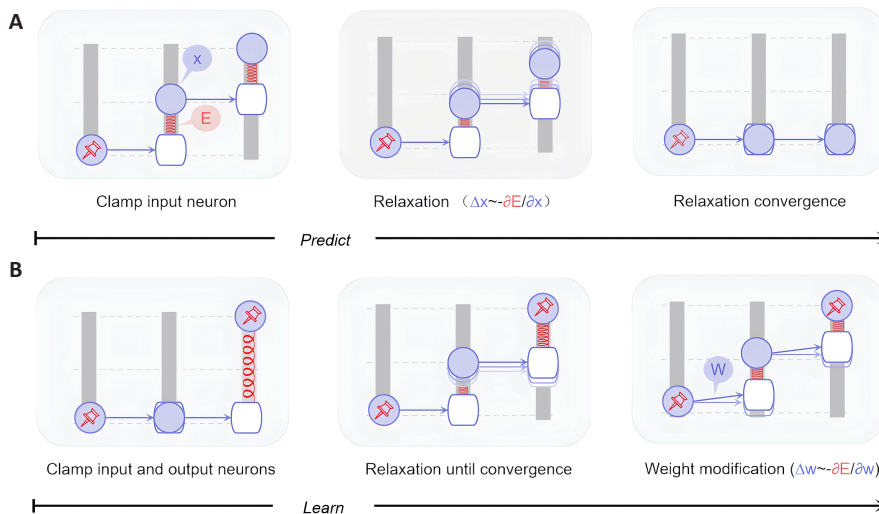 A
x
E
Clamp input neuron
Relaxation （Δx~-∂E/∂x）
Relaxation convergence
Predict
B
W
Clamp input and output neurons
Relaxation until convergence
Weight modification (Δw~-∂E/∂w)
Learn